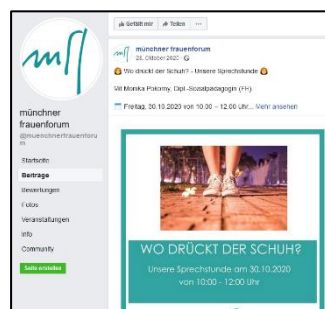 Gefällt mir
Teilen
münchner frauenforum
28. Oktober 2020
Wo drückt der Schuh? - Unsere Sprechstunde
Mit Monika Pokorny, Dipl.-Sozialpädagogin (FH)
Freitag, 30.10.2020 von 10:00 – 12:00 Uhr... Mehr ansehen
münchner
frauenforum
@muenchnerfrauenforu
m
Startseite
Beiträge
Bewertungen
Fotos
Veranstaltungen
Info
Community
Seite erstellen
WO DRÜCKT DER SCHUH?
Unsere Sprechstunde am 30.10.2020
von 10:00 - 12:00 Uhr